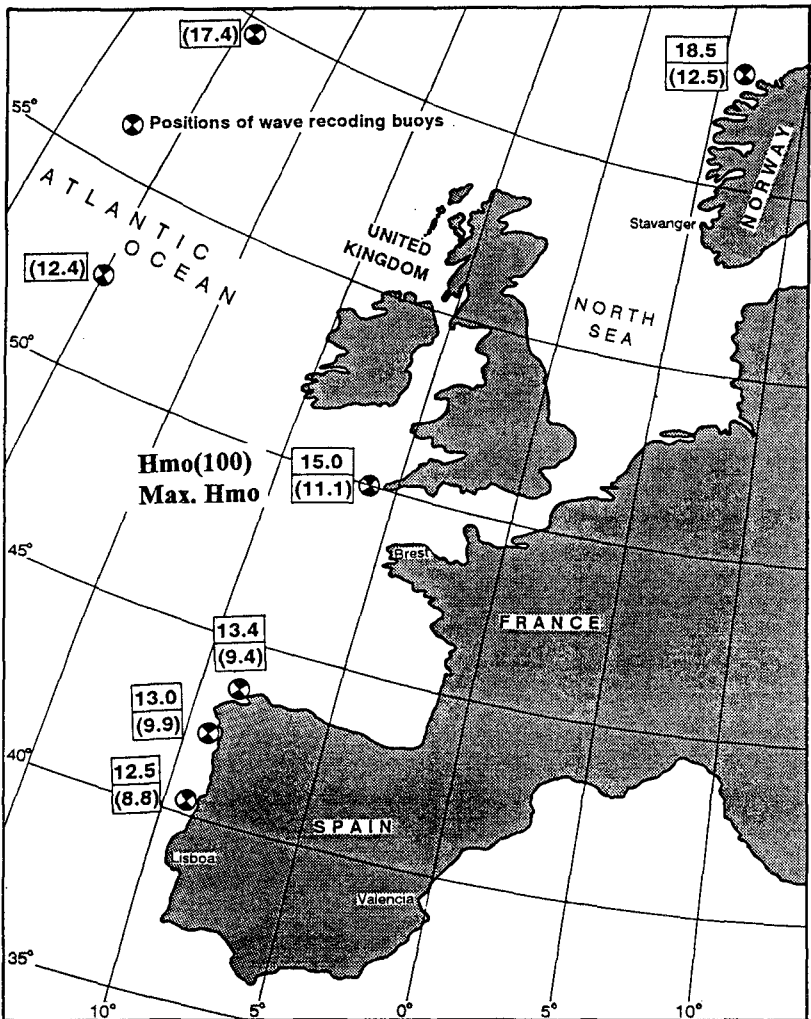 (17.4)
18.5
(12.5)
55°
Positions of wave recoding buoys
ATLANTIC
OCEAN
(12.4)
UNITED
KINGDOM
NORWAY
Stavanger
NORTH
SEA
50°
Hmo(100)
Max. Hmo
15.0
(11.1)
45°
Brest
FRANCE
13.4
(9.4)
13.0
(9.9)
40°
12.5
(8.8)
SPAIN
Lisboa
Valencia
35°
10°
5°
0°
5°
10°